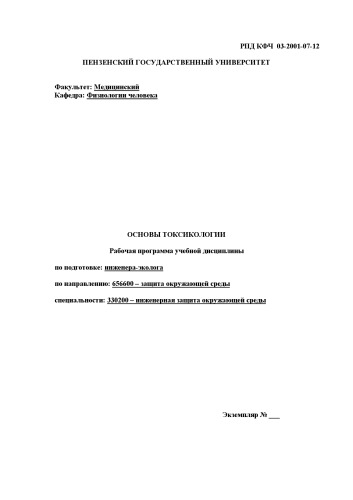 РПД КФЧ 03-2001-07-12
ПЕНЗЕНСКИЙ ГОСУДАРСТВЕННЫЙ УНИВЕРСИТЕТ
Факультет: Медицинский
Кафедра: Физиологии человека
ОСНОВЫ ТОКСИКОЛОГИИ
Рабочая программа учебной дисциплины
по подготовке: инженера-эколога
по направлению: 656600 – защита окружающей среды
специальности: 330200 – инженерная защита окружающей среды
Экземпляр № ___